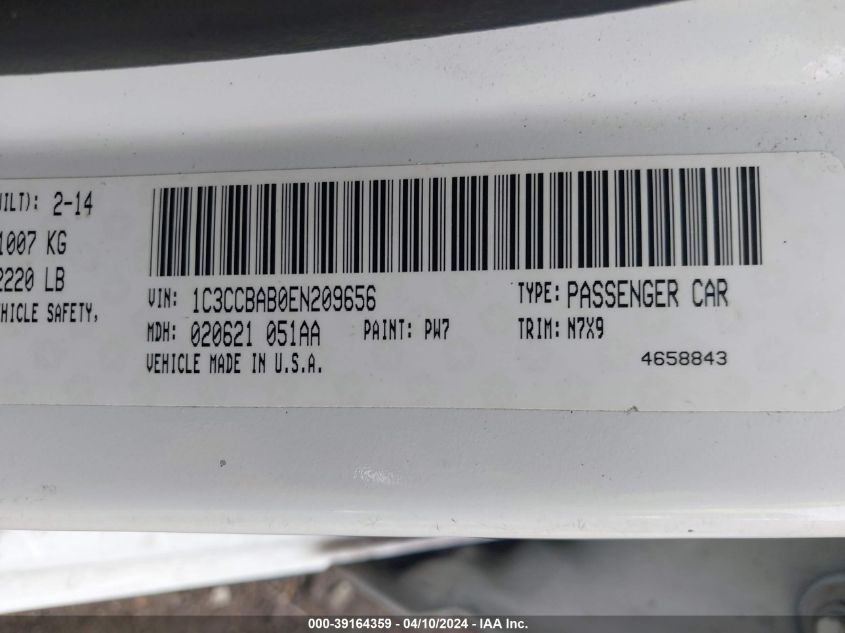 UILT): 2-14
1007 KG
2220 LB
HICLE SAFETY,
VIN: 1C3CCBAB0EN209656
TYPE: PASSENGER CAR
MDH: 020621 051AA
PAINT: PW7
TRIM: N7X9
VEHICLE MADE IN U.S.A.
4658843
000-39164359 - 04/10/2024 - IAA Inc.